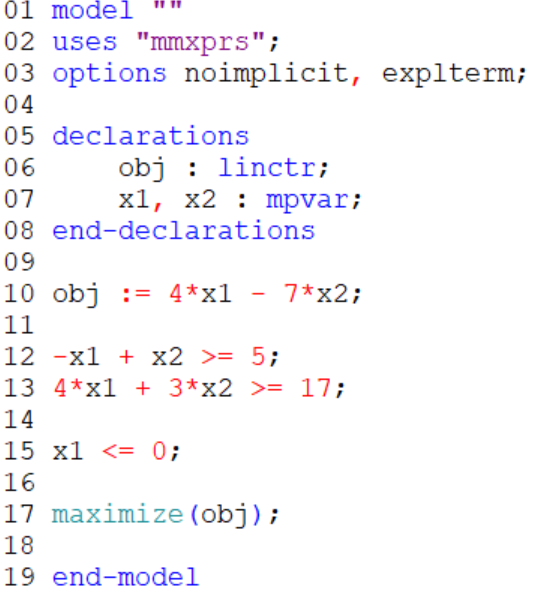 01 model ""
02 uses "mmxprs";
03 options noimplicit, explterm;
04
05 declarations
06     obj : linctr;
07     x1, x2 : mpvar;
08 end-declarations
09
10 obj := 4*x1 - 7*x2;
11
12 -x1 + x2 >= 5;
13 4*x1 + 3*x2 >= 17;
14
15 x1 <= 0;
16
17 maximize(obj);
18
19 end-model